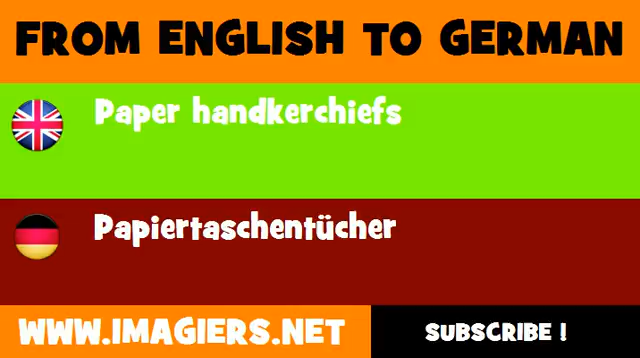 FROM ENGLISH TO GERMAN
Paper handkerchiefs
Papiertaschentücher
WWW.IMAGIERS.NET
SUBSCRIBE !